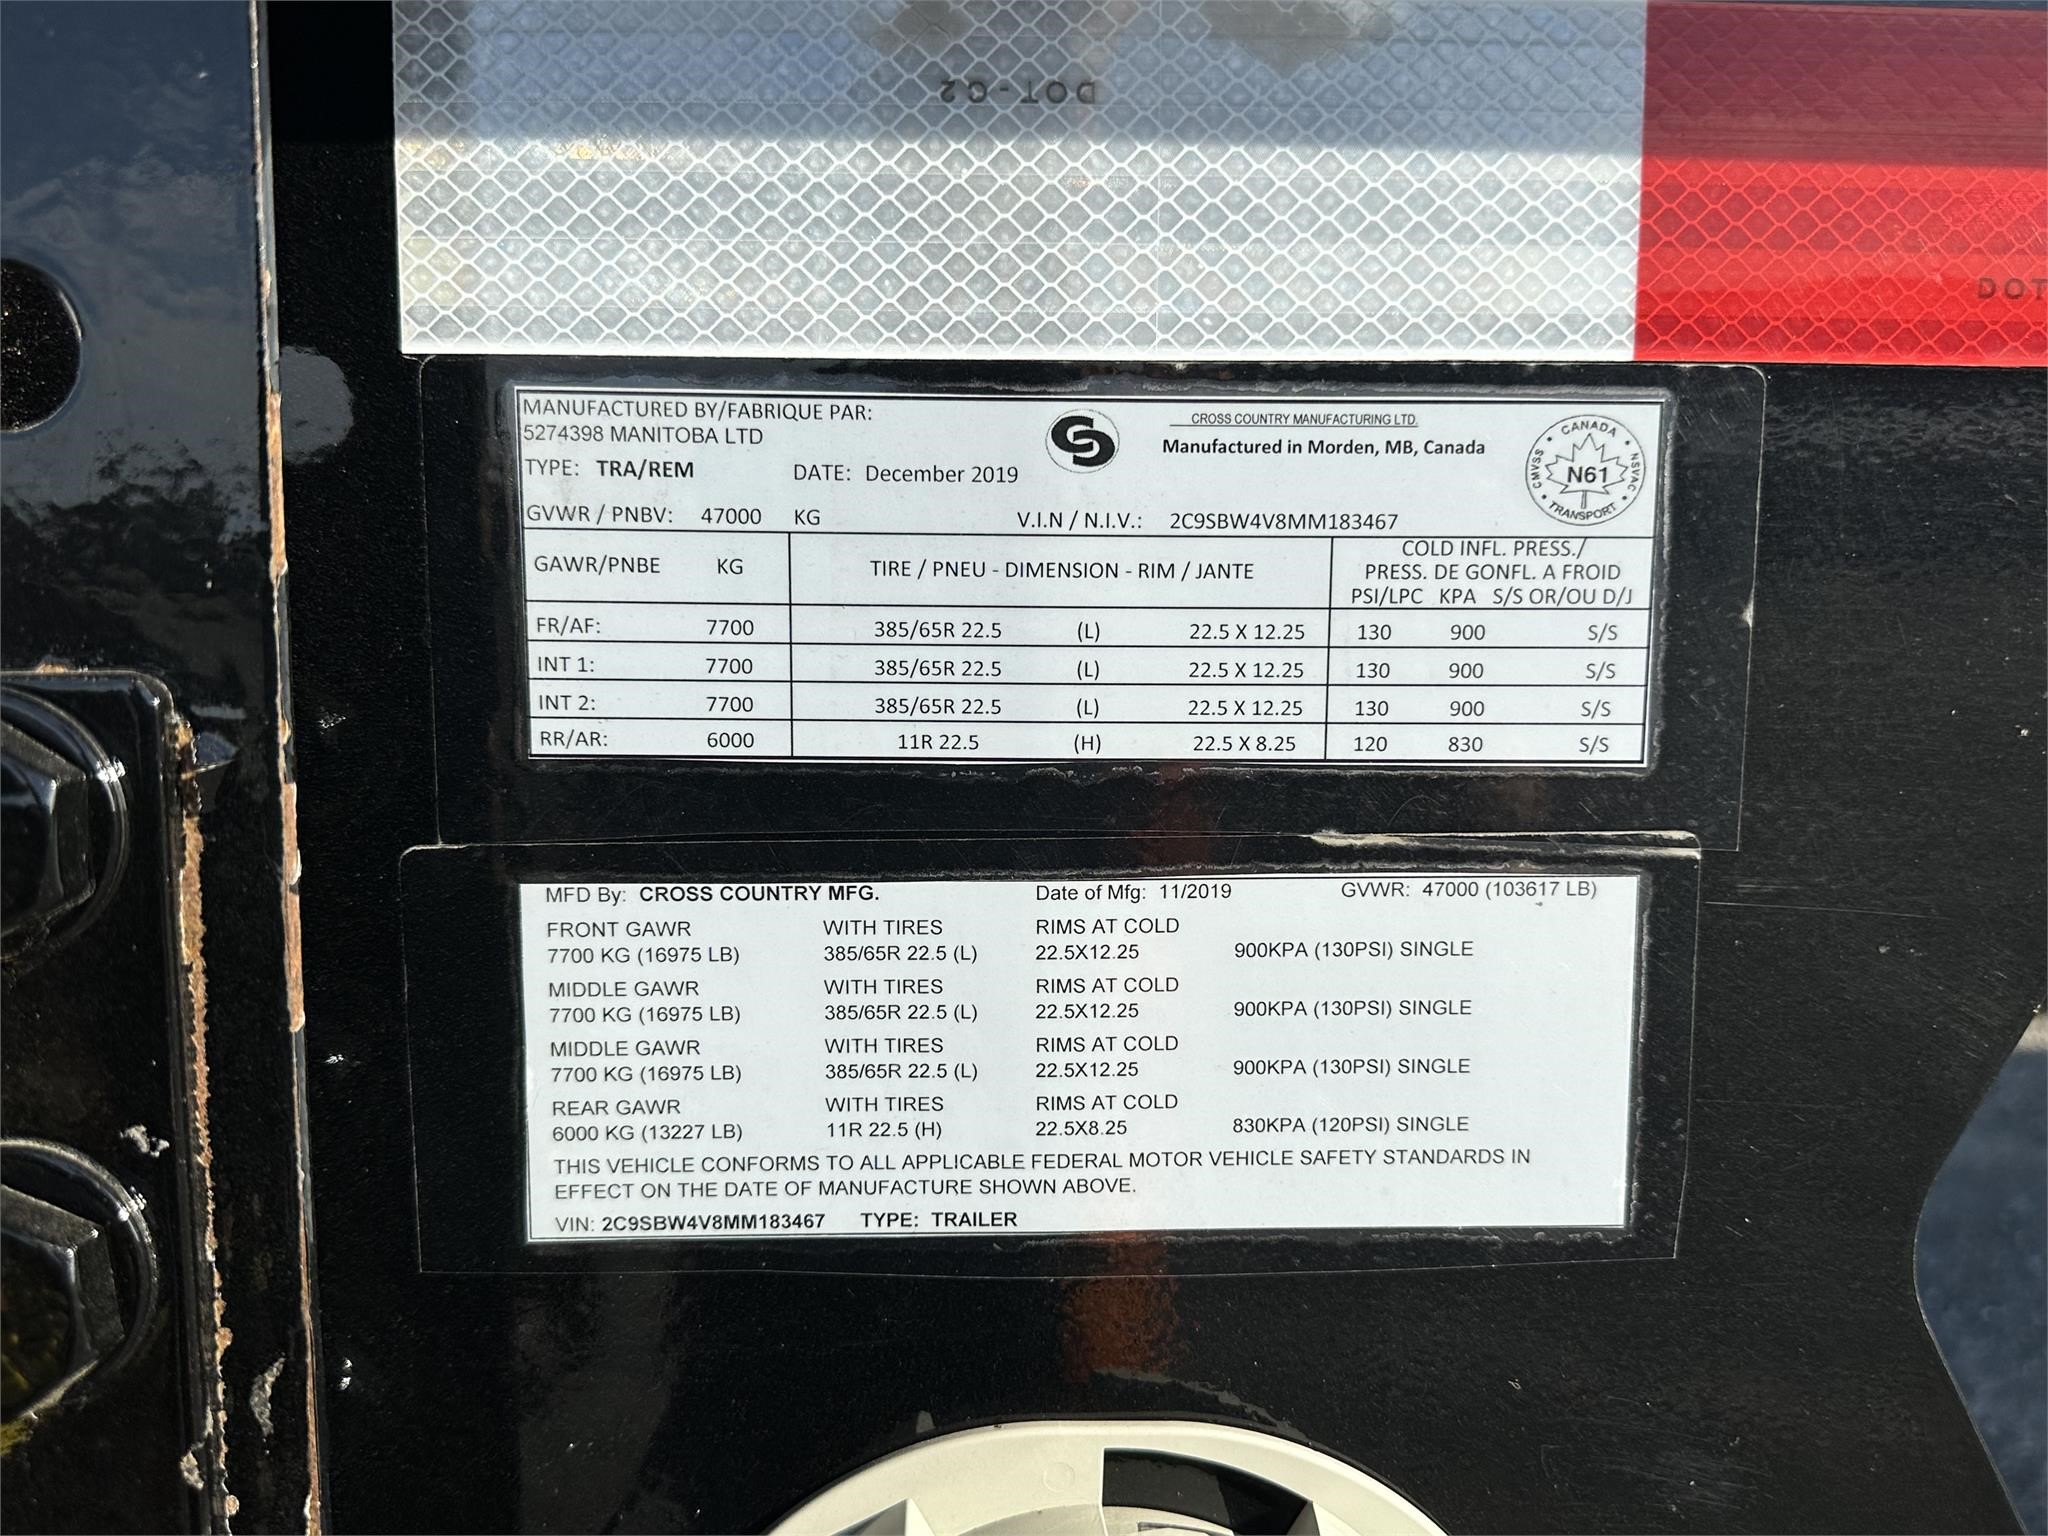 DOT-C2
DOT
MANUFACTURED BY/FABRIQUE PAR:
5274398 MANITOBA LTD
CROSS COUNTRY MANUFACTURING LTD.
Manufactured in Morden, MB, Canada
CANADA
CMVSS N61 NSVAC
TRANSPORT
TYPE: TRA/REM DATE: December 2019
GVWR / PNBV: 47000 KG V.I.N / N.I.V.: 2C9SBW4V8MM183467
GAWR/PNBE KG TIRE / PNEU - DIMENSION - RIM / JANTE
COLD INFL. PRESS./
PRESS. DE GONFL. A FROID
PSI/LPC KPA S/S OR/OU D/J
FR/AF: 7700 385/65R 22.5 (L) 22.5 X 12.25 130 900 S/S
INT 1: 7700 385/65R 22.5 (L) 22.5 X 12.25 130 900 S/S
INT 2: 7700 385/65R 22.5 (L) 22.5 X 12.25 130 900 S/S
RR/AR: 6000 11R 22.5 (H) 22.5 X 8.25 120 830 S/S
MFD By: CROSS COUNTRY MFG. Date of Mfg: 11/2019 GVWR: 47000 (103617 LB)
FRONT GAWR WITH TIRES RIMS AT COLD
7700 KG (16975 LB) 385/65R 22.5 (L) 22.5X12.25 900KPA (130PSI) SINGLE
MIDDLE GAWR WITH TIRES RIMS AT COLD
7700 KG (16975 LB) 385/65R 22.5 (L) 22.5X12.25 900KPA (130PSI) SINGLE
MIDDLE GAWR WITH TIRES RIMS AT COLD
7700 KG (16975 LB) 385/65R 22.5 (L) 22.5X12.25 900KPA (130PSI) SINGLE
REAR GAWR WITH TIRES RIMS AT COLD
6000 KG (13227 LB) 11R 22.5 (H) 22.5X8.25 830KPA (120PSI) SINGLE
THIS VEHICLE CONFORMS TO ALL APPLICABLE FEDERAL MOTOR VEHICLE SAFETY STANDARDS IN
EFFECT ON THE DATE OF MANUFACTURE SHOWN ABOVE.
VIN: 2C9SBW4V8MM183467 TYPE: TRAILER